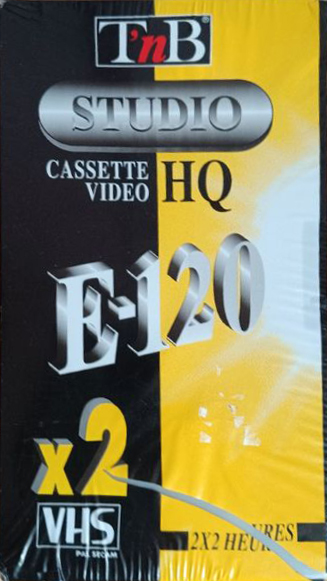 T'nB®
STUDIO
CASSETTE
VIDEO
HQ
E-120
x2
VHS
PAL SECAM
2X2 HEURES